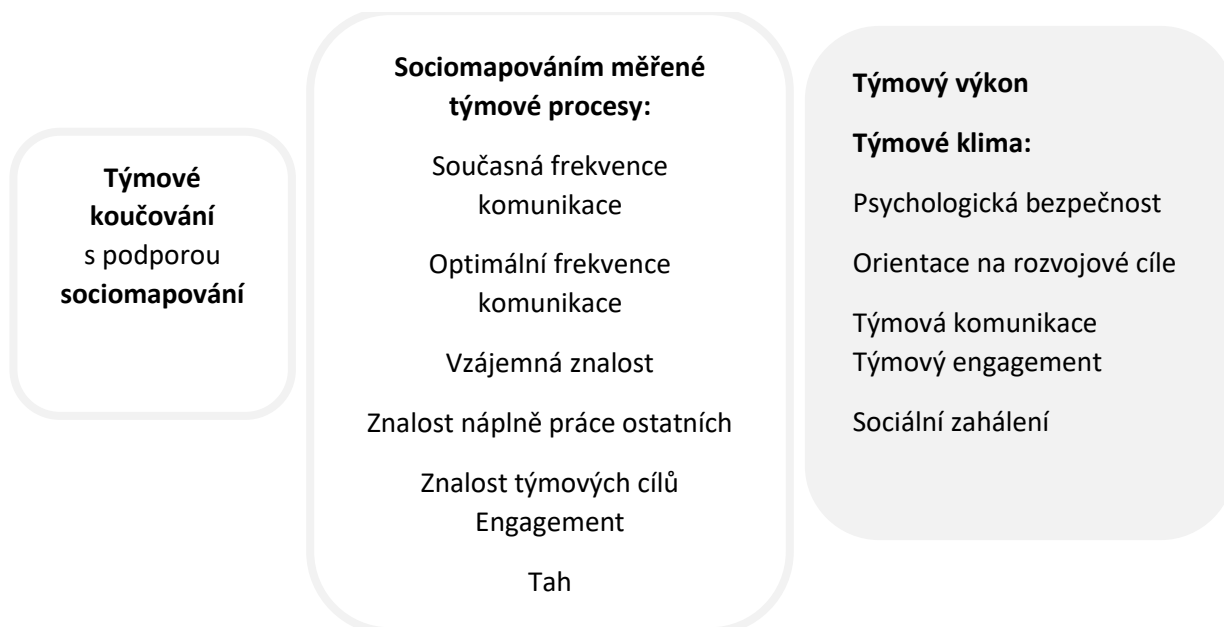 Týmové
koučování
s podporou
sociomapování
Sociomapováním měřené
týmové procesy:
Současná frekvence
komunikace
Optimální frekvence
komunikace
Vzájemná znalost
Znalost náplně práce ostatních
Znalost týmových cílů
Engagement
Tah
Týmový výkon
Týmové klima:
Psychologická bezpečnost
Orientace na rozvojové cíle
Týmová komunikace
Týmový engagement
Sociální zahálení